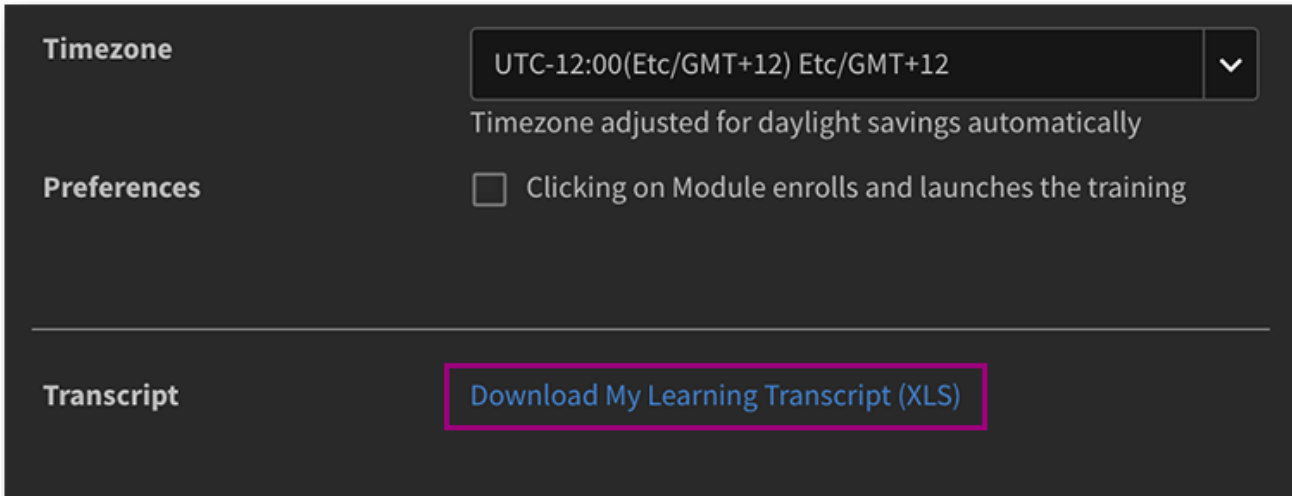 Timezone
UTC-12:00(Etc/GMT+12) Etc/GMT+12
Timezone adjusted for daylight savings automatically
Preferences
Clicking on Module enrolls and launches the training
Transcript
Download My Learning Transcript (XLS)